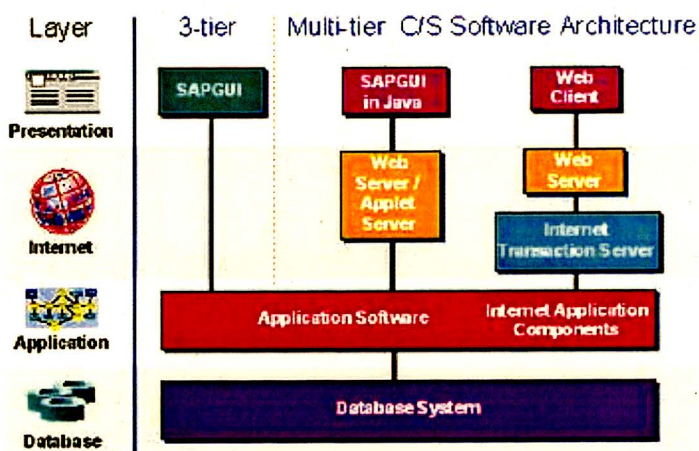 Layer
3-tier
Multi-tier C/S Software Architecture
SAPGUI
SAPGUI
in Java
Web
Client
Presentation
Web
Server /
Applet
Server
Web
Server
Internet
Transaction Server
Internet
Application Software
Internet Application
Components
Application
Database System
Database